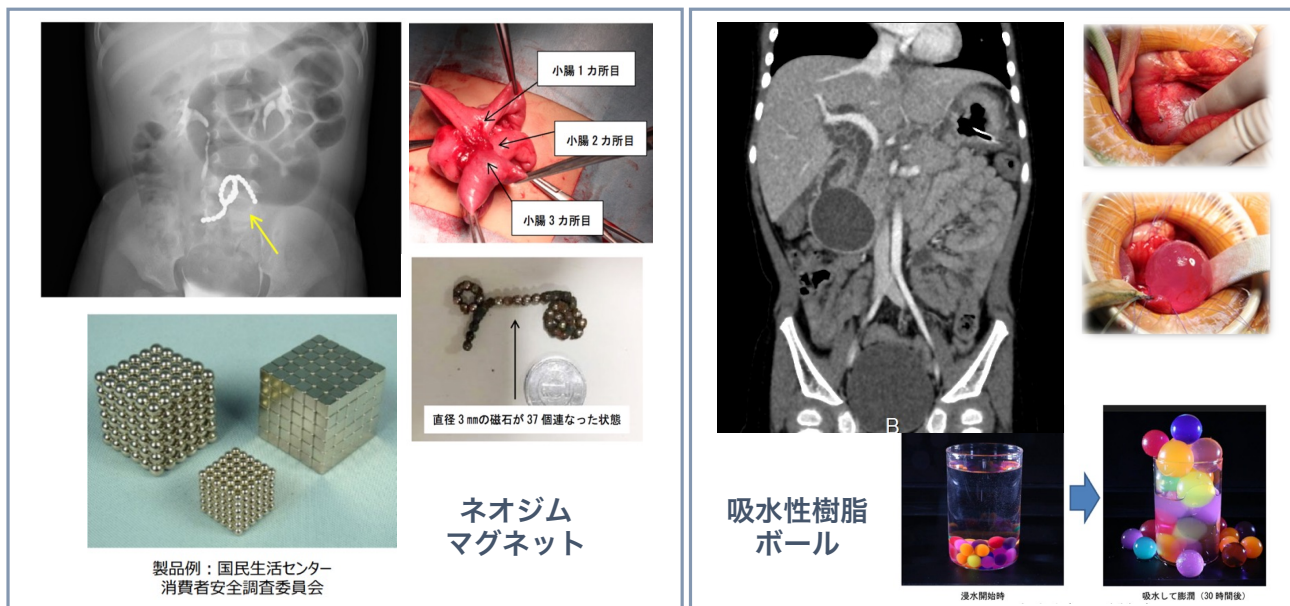 小腸1カ所目
小腸2カ所目
小腸3カ所目
直径3㎜の磁石が37個連なった状態
ネオジム
マグネット
製品例：国民生活センター
消費者安全調査委員会
B
吸水性樹脂
ボール
浸水開始時
吸水して膨潤（30時間後）